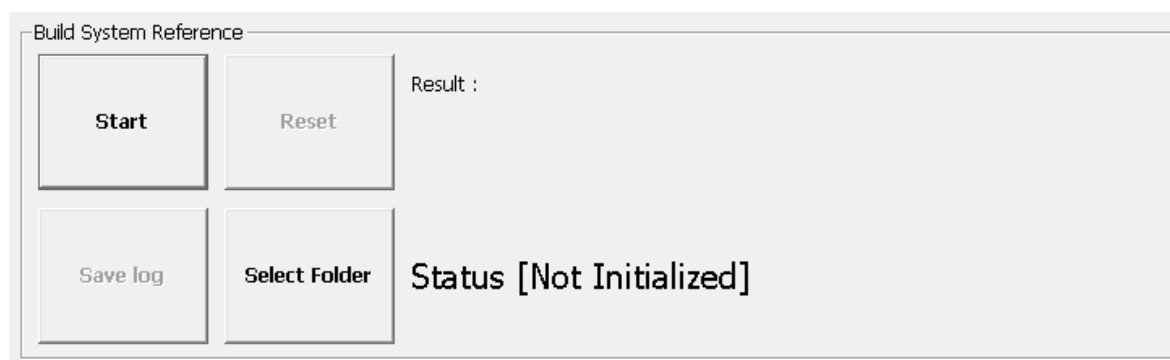 Build System Reference
Start
Reset
Result :
Save log
Select Folder
Status [Not Initialized]